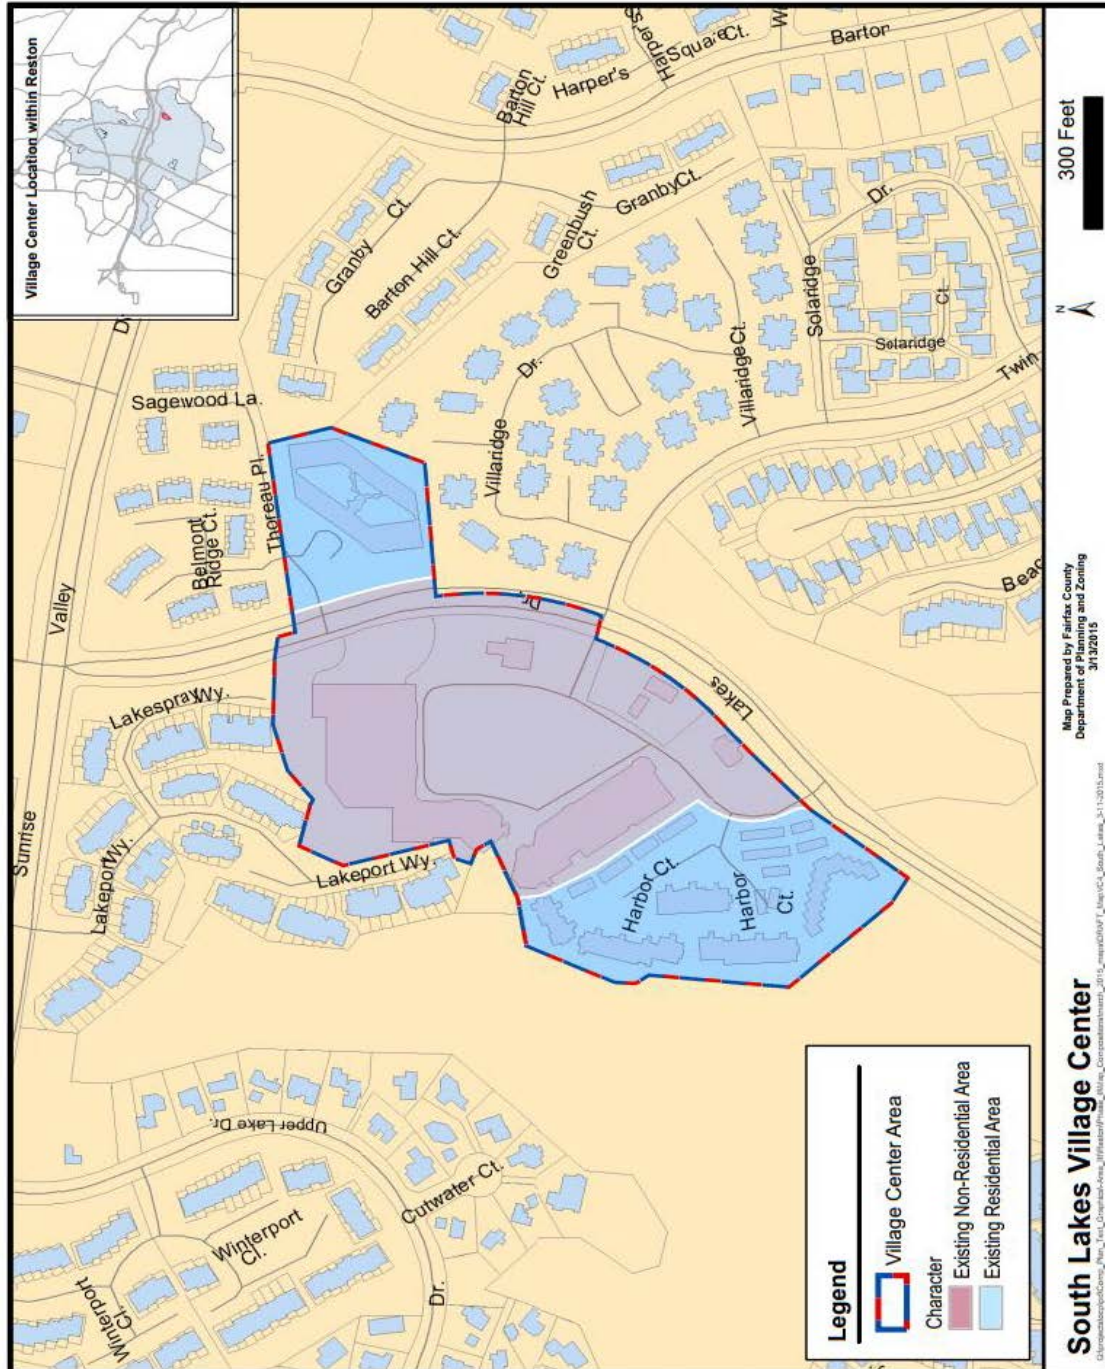 Village Center Location within Reston
Harper's
Square Ct.
Barton
Barton
Hill Ct.
Harper's
Granby
Ct.
Barton Hill Ct.
Greenbush
Ct.
Granby Ct.
Dr.
Solaridge
Ct.
Solaridge
Twin
Sagewood La.
Dr.
Villaridge
Villaridge Ct.
Thoreau Pl.
Belmont
Ridge Ct.
Valley
Dr.
Lakes
Lakespray Wy.
Lakeport Wy.
Sunrise
Lakeport Wy.
Harbor Ct.
Harbor
Ct.
Upper Lake Dr.
Cutwater Ct.
Winterport
Cl.
Winterport
Cl.
Dr.
Legend
Village Center Area
Character
Existing Non-Residential Area
Existing Residential Area
South Lakes Village Center
Map Prepared by Fairfax County
Department of Planning and Zoning
3/13/2015
N
300 Feet